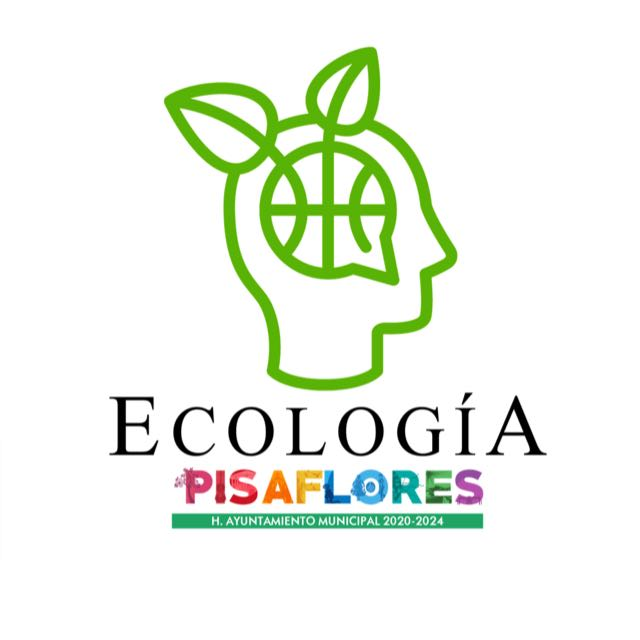 ECOLOGÍA
PISAFLORES
H. AYUNTAMIENTO MUNICIPAL 2020-2024